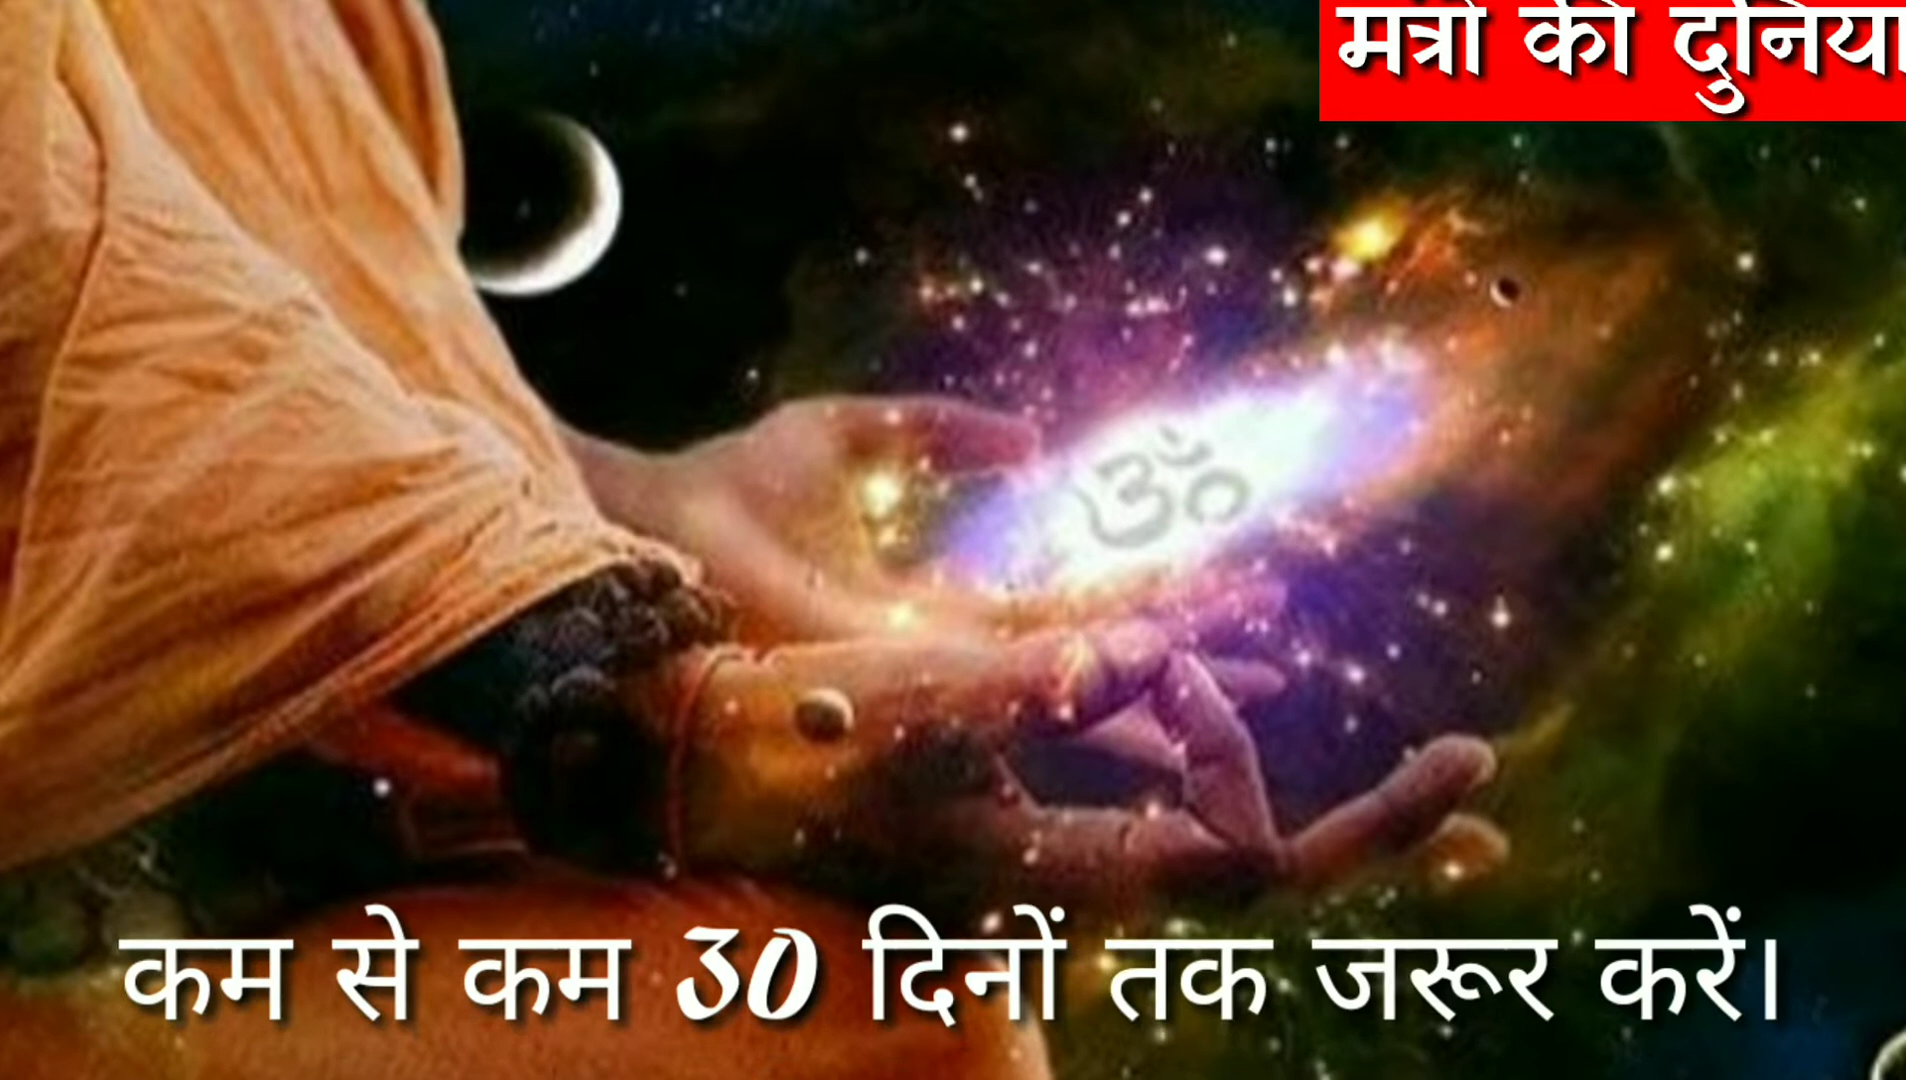 मंत्रों की दुनिया
ॐ
कम से कम 30 दिनों तक जरूर करें।